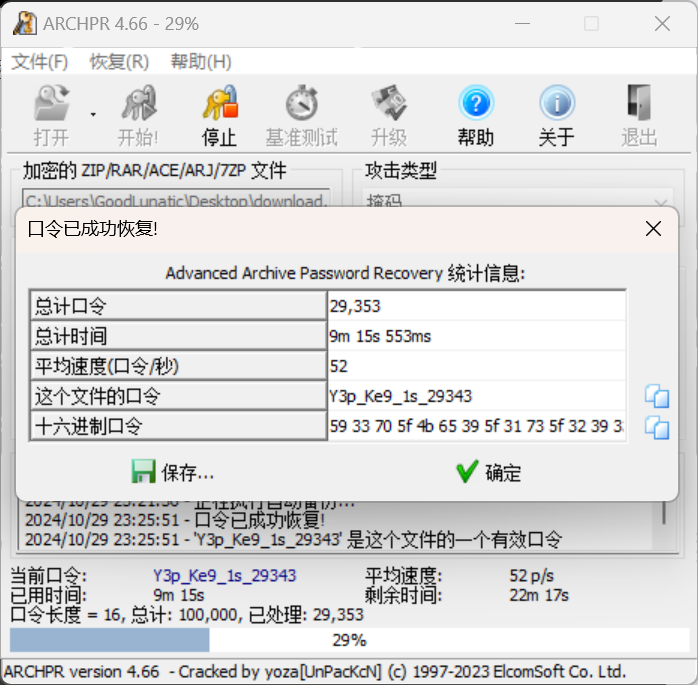 ARCHPR 4.66 - 29%
文件(F) 恢复(R) 帮助(H)
打开 开始! 停止 基准测试 升级 帮助 关于 退出
加密的 ZIP/RAR/ACE/ARJ/7ZP 文件 攻击类型
C:\Users\GoodLunatic\Desktop\download. 掩码
口令已成功恢复!
Advanced Archive Password Recovery 统计信息:
总计口令 29,353
总计时间 9m 15s 553ms
平均速度(口令/秒) 52
这个文件的口令 Y3p_Ke9_1s_29343
十六进制口令 59 33 70 5f 4b 65 39 5f 31 73 5f 32 39 3
保存... 确定
2024/10/29 23:25:51 - 口令已成功恢复!
2024/10/29 23:25:51 - 'Y3p_Ke9_1s_29343' 是这个文件的一个有效口令
当前口令: Y3p_Ke9_1s_29343 平均速度: 52 p/s
已用时间: 9m 15s 剩余时间: 22m 17s
口令长度 = 16, 总计: 100,000, 已处理: 29,353
29%
ARCHPR version 4.66 - Cracked by yoza[UnPacKcN] (c) 1997-2023 ElcomSoft Co. Ltd.